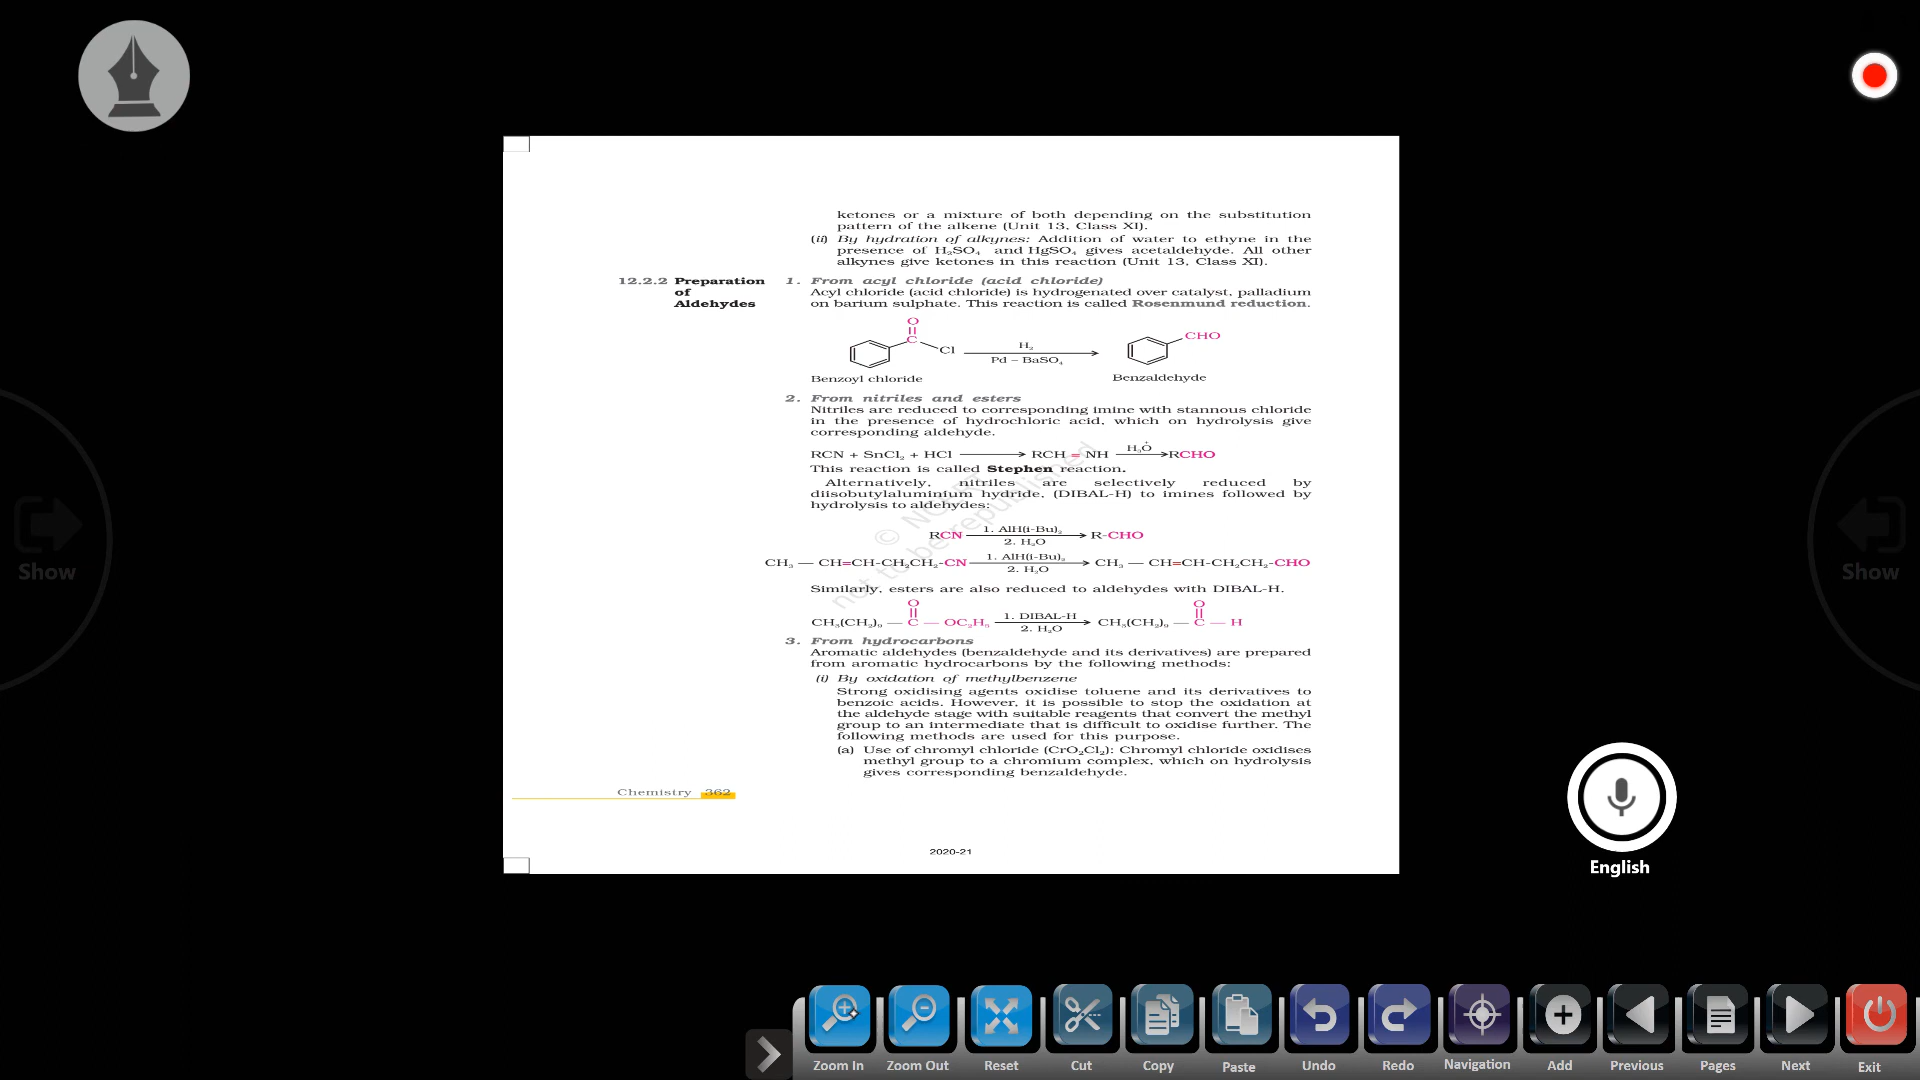 ketones or a mixture of both depending on the substitution
pattern of the alkene (Unit 13, Class XI).
(ii) By hydration of alkynes: Addition of water to ethyne in the
presence of H₂SO₄ and HgSO₄ gives acetaldehyde. All other
alkynes give ketones in this reaction (Unit 13, Class XI).
12.2.2 Preparation
of
Aldehydes
1. From acyl chloride (acid chloride)
Acyl chloride (acid chloride) is hydrogenated over catalyst, palladium
on barium sulphate. This reaction is called Rosenmund reduction.
O
C
Cl
H₂
Pd – BaSO₄
CHO
Benzoyl chloride
Benzaldehyde
2. From nitriles and esters
Nitriles are reduced to corresponding imine with stannous chloride
in the presence of hydrochloric acid, which on hydrolysis give
corresponding aldehyde.
RCN + SnCl₂ + HCl ⟶ RCH = NH —H₃O⁺→ RCHO
This reaction is called Stephen reaction.
Alternatively, nitriles are selectively reduced by
diisobutylaluminium hydride, (DIBAL-H) to imines followed by
hydrolysis to aldehydes:
1. AlH(i-Bu)₂
RCN ⟶ R-CHO
2. H₂O
1. AlH(i-Bu)₂
CH₃ — CH=CH-CH₂CH₂-CN ⟶ CH₃ — CH=CH-CH₂CH₂-CHO
2. H₂O
Similarly, esters are also reduced to aldehydes with DIBAL-H.
O O
1. DIBAL-H
CH₃(CH₂)₉ — C — OC₂H₅ ⟶ CH₃(CH₂)₉ — C — H
2. H₂O
3. From hydrocarbons
Aromatic aldehydes (benzaldehyde and its derivatives) are prepared
from aromatic hydrocarbons by the following methods:
(i) By oxidation of methylbenzene
Strong oxidising agents oxidise toluene and its derivatives to
benzoic acids. However, it is possible to stop the oxidation at
the aldehyde stage with suitable reagents that convert the methyl
group to an intermediate that is difficult to oxidise further. The
following methods are used for this purpose.
(a) Use of chromyl chloride (CrO₂Cl₂): Chromyl chloride oxidises
methyl group to a chromium complex, which on hydrolysis
gives corresponding benzaldehyde.
Chemistry 362
2020-21
© NCERT
not to be republished
Show
Show
English
Zoom In
Zoom Out
Reset
Cut
Copy
Paste
Undo
Redo
Navigation
Add
Previous
Pages
Next
Exit